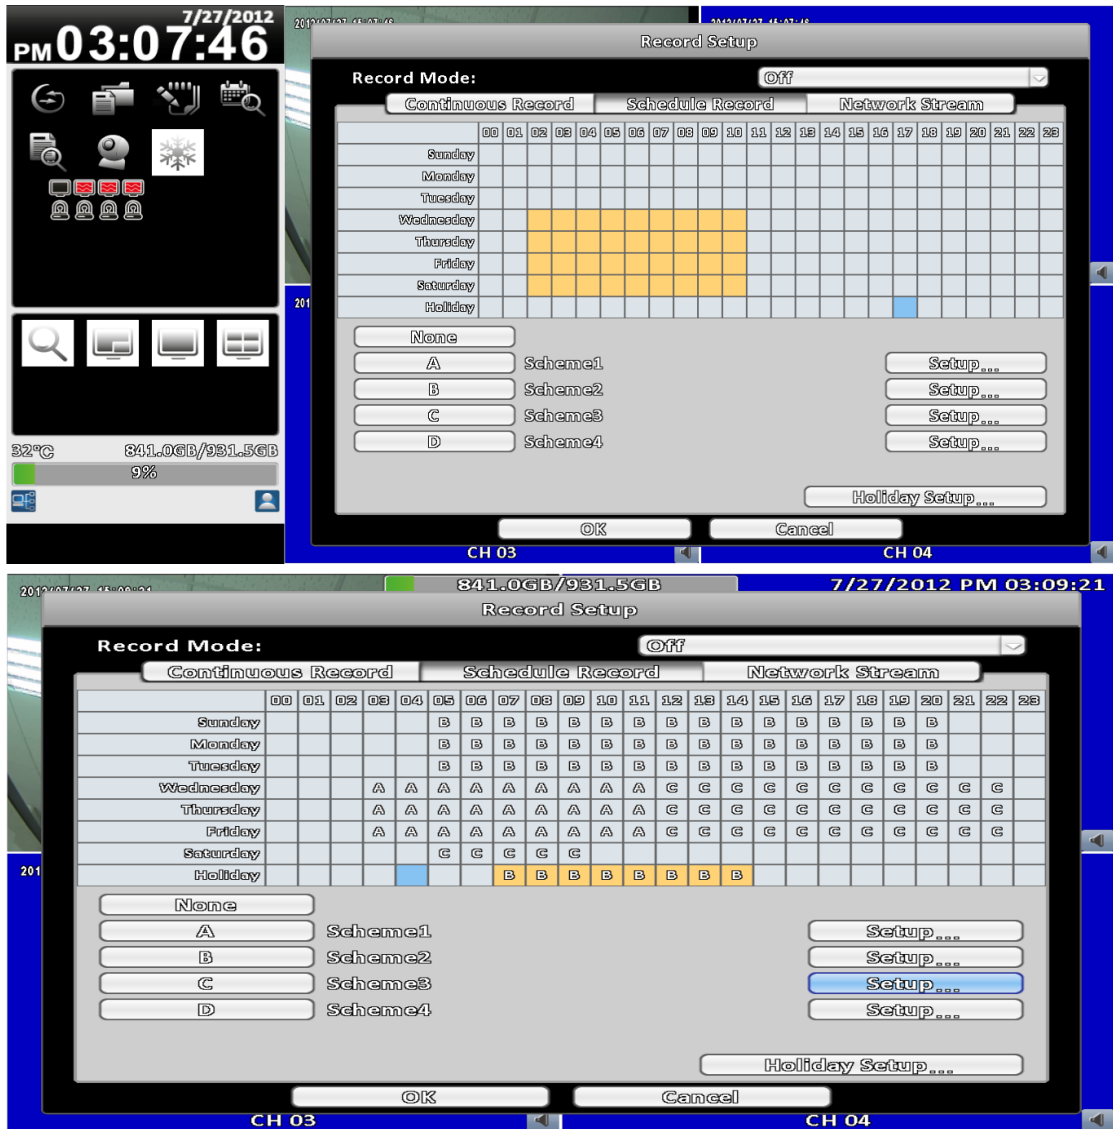 7/27/2012
PM 03:07:46
32°C 841.0GB/931.5GB
9%
Record Setup
Record Mode: Off
Continuous Record Schedule Record Network Stream
00 01 02 03 04 05 06 07 08 09 10 11 12 13 14 15 16 17 18 19 20 21 22 23
Sunday
Monday
Tuesday
Wednesday
Thursday
Friday
Saturday
Holiday
None
A Scheme1 Setup...
B Scheme2 Setup...
C Scheme3 Setup...
D Scheme4 Setup...
Holiday Setup...
OK Cancel
CH 03 CH 04
841.0GB/931.5GB 7/27/2012 PM 03:09:21
Record Setup
Record Mode: Off
Continuous Record Schedule Record Network Stream
00 01 02 03 04 05 06 07 08 09 10 11 12 13 14 15 16 17 18 19 20 21 22 23
Sunday B B B B B B B B B B B B B B B B
Monday B B B B B B B B B B B B B B B B
Tuesday B B B B B B B B B B B B B B B B
Wednesday A A A A A A A A A C C C C C C C C C C C
Thursday A A A A A A A A A C C C C C C C C C C C
Friday A A A A A A A A A C C C C C C C C C C C
Saturday C C C C C
Holiday B B B B B B B B
None
A Scheme1 Setup...
B Scheme2 Setup...
C Scheme3 Setup...
D Scheme4 Setup...
Holiday Setup...
OK Cancel
CH 03 CH 04